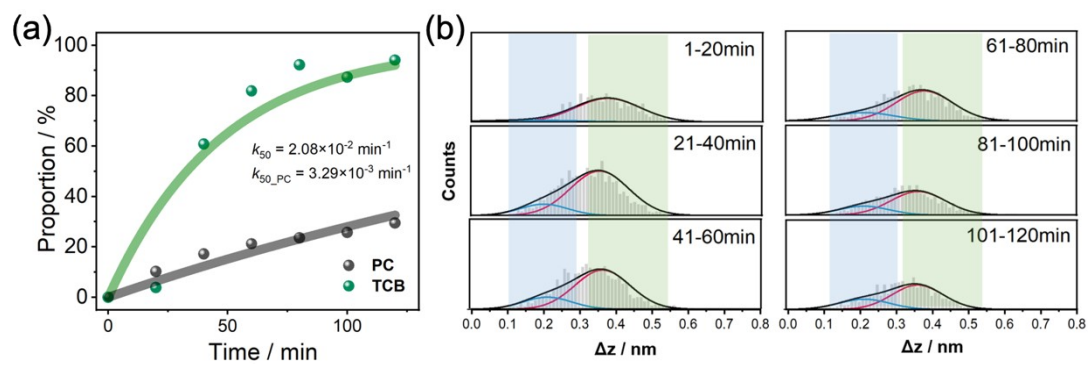 (a)
100
80
60
40
20
0
Proportion / %
k50 = 2.08×10-2 min-1
k50_PC = 3.29×10-3 min-1
PC
TCB
0 50 100
Time / min
(b)
1-20min
21-40min
41-60min
61-80min
81-100min
101-120min
Counts
0.0 0.1 0.2 0.3 0.4 0.5 0.6 0.7 0.8
Δz / nm
0.0 0.1 0.2 0.3 0.4 0.5 0.6 0.7 0.8
Δz / nm